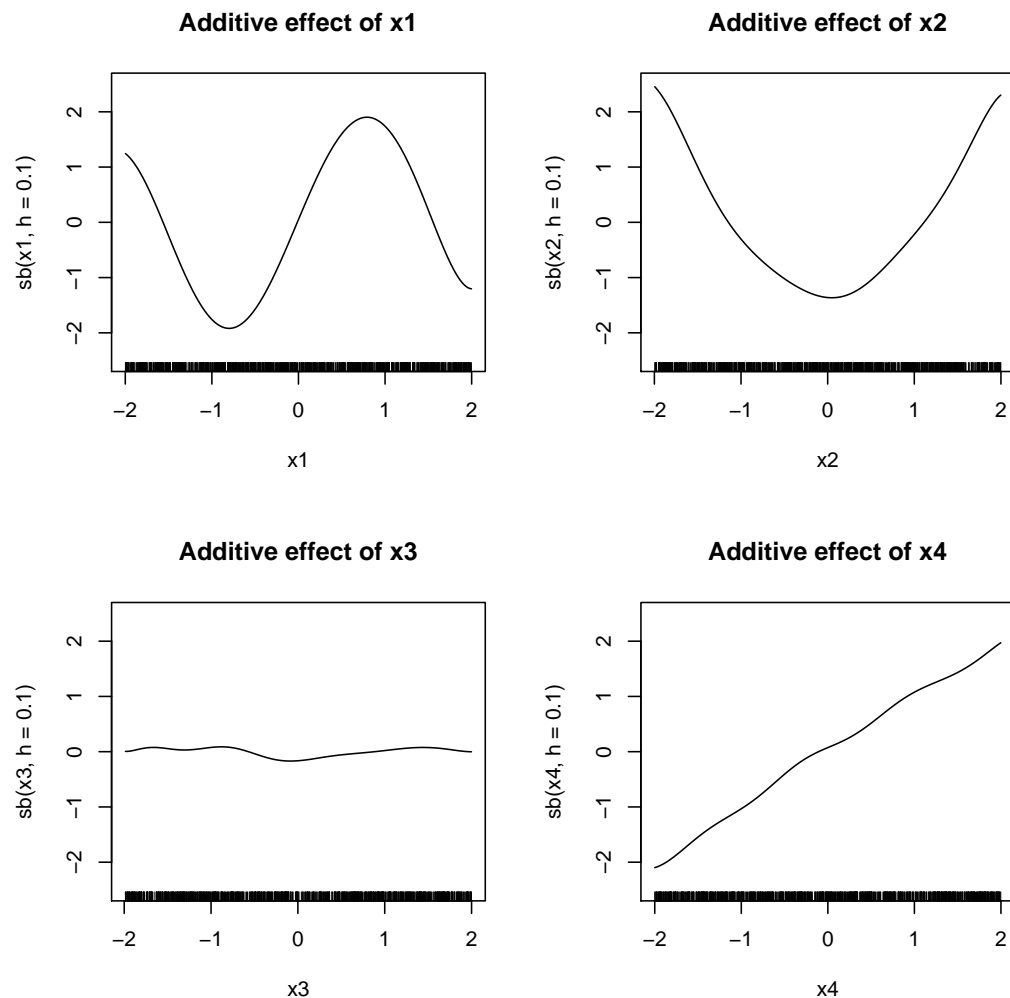 Additive effect of x1
sb(x1, h = 0.1)
2
1
0
−1
−2
−2 −1 0 1 2
x1
Additive effect of x2
sb(x2, h = 0.1)
2
1
0
−1
−2
−2 −1 0 1 2
x2
Additive effect of x3
sb(x3, h = 0.1)
2
1
0
−1
−2
−2 −1 0 1 2
x3
Additive effect of x4
sb(x4, h = 0.1)
2
1
0
−1
−2
−2 −1 0 1 2
x4